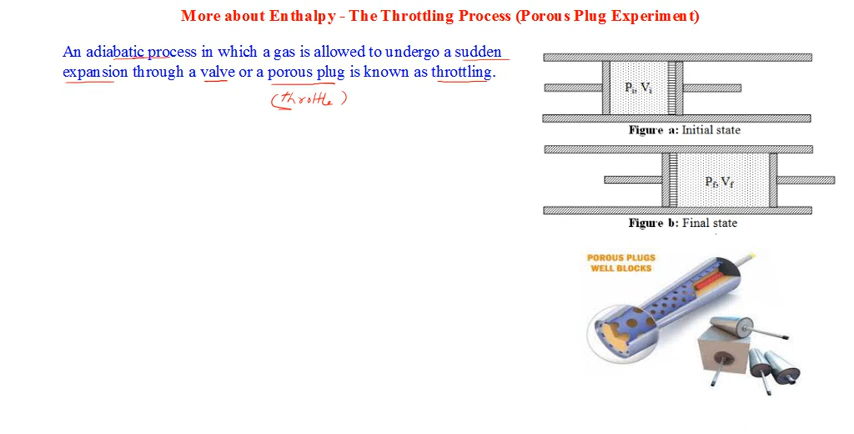 More about Enthalpy - The Throttling Process (Porous Plug Experiment)
An adiabatic process in which a gas is allowed to undergo a sudden
expansion through a valve or a porous plug is known as throttling.
(throttle)
Pi, Vi
Figure a: Initial state
Pf, Vf
Figure b: Final state
POROUS PLUGS
WELL BLOCKS